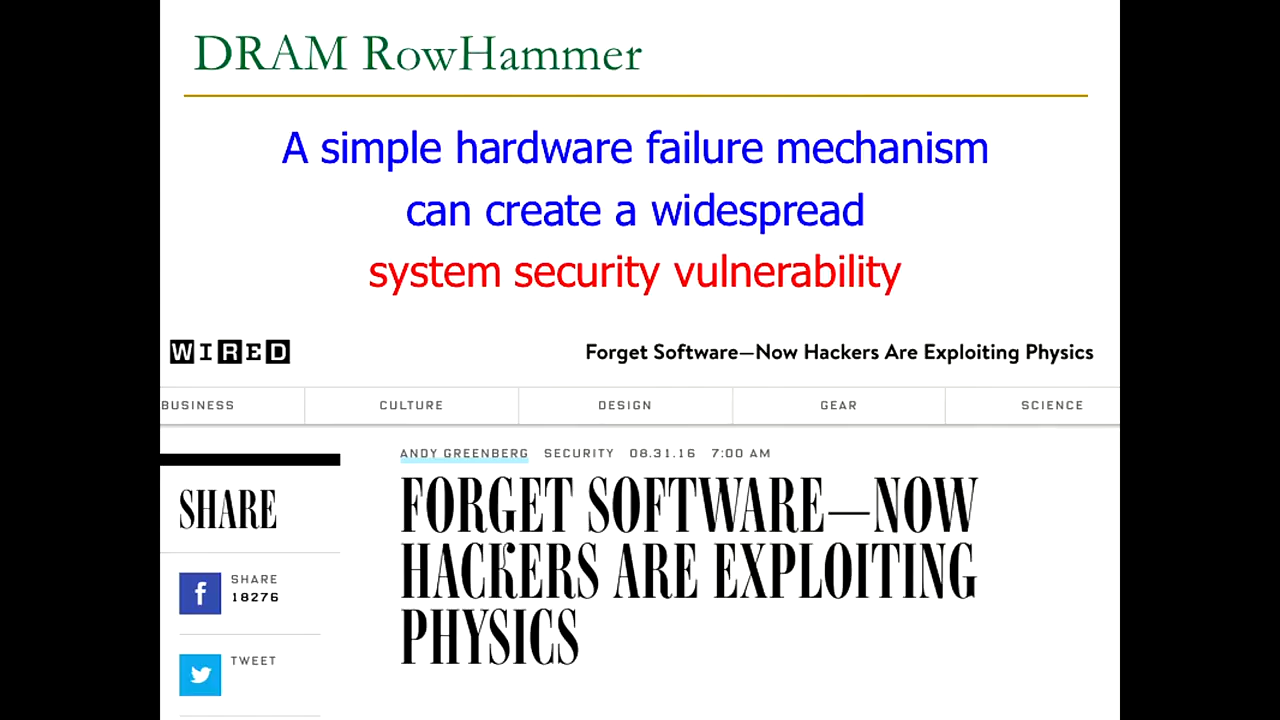 DRAM RowHammer
A simple hardware failure mechanism
can create a widespread
system security vulnerability
WIRED
Forget Software—Now Hackers Are Exploiting Physics
BUSINESS
CULTURE
DESIGN
GEAR
SCIENCE
ANDY GREENBERG SECURITY 08.31.16 7:00 AM
SHARE
FORGET SOFTWARE—NOW
HACKERS ARE EXPLOITING
PHYSICS
SHARE
18276
TWEET